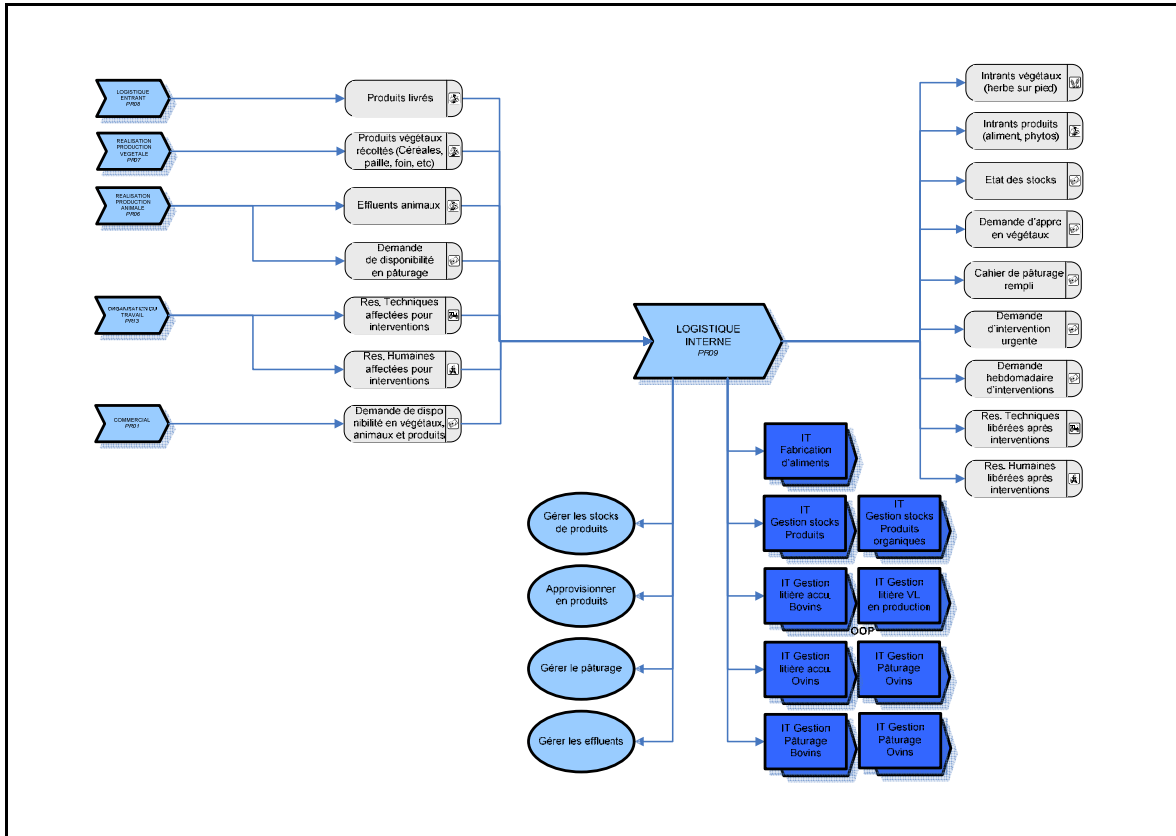 LOGISTIQUE
ENTRANT
PR08
REALISATION
PRODUCTION
VEGETALE
PR07
REALISATION
PRODUCTION
ANIMALE
PR06
ORGANISATION DU
TRAVAIL
PR13
COMMERCIAL
PR01
Produits livrés
Produits végétaux
récoltés (Céréales,
paille, foin, etc)
Effluents animaux
Demande
de disponibilité
en pâturage
Res. Techniques
affectées pour
interventions
Res. Humaines
affectées pour
interventions
Demande de dispo
nibilité en végétaux,
animaux et produits
LOGISTIQUE
INTERNE
PR09
Intrants végétaux
(herbe sur pied)
Intrants produits
(aliment, phytos)
Etat des stocks
Demande d'appro
en végétaux
Cahier de pâturage
rempli
Demande
d'intervention
urgente
Demande
hebdomadaire
d'interventions
Res. Techniques
libérées après
interventions
Res. Humaines
libérées après
interventions
Gérer les stocks
de produits
Approvisionner
en produits
Gérer le pâturage
Gérer les effluents
IT
Fabrication
d'aliments
IT
Gestion stocks
Produits
IT
Gestion stocks
Produits
organiques
IT Gestion
litière accu.
Bovins
IT Gestion
litière VL
en production
OOP
IT Gestion
litière accu.
Ovins
IT Gestion
Pâturage
Ovins
IT Gestion
Pâturage
Bovins
IT Gestion
Pâturage
Ovins